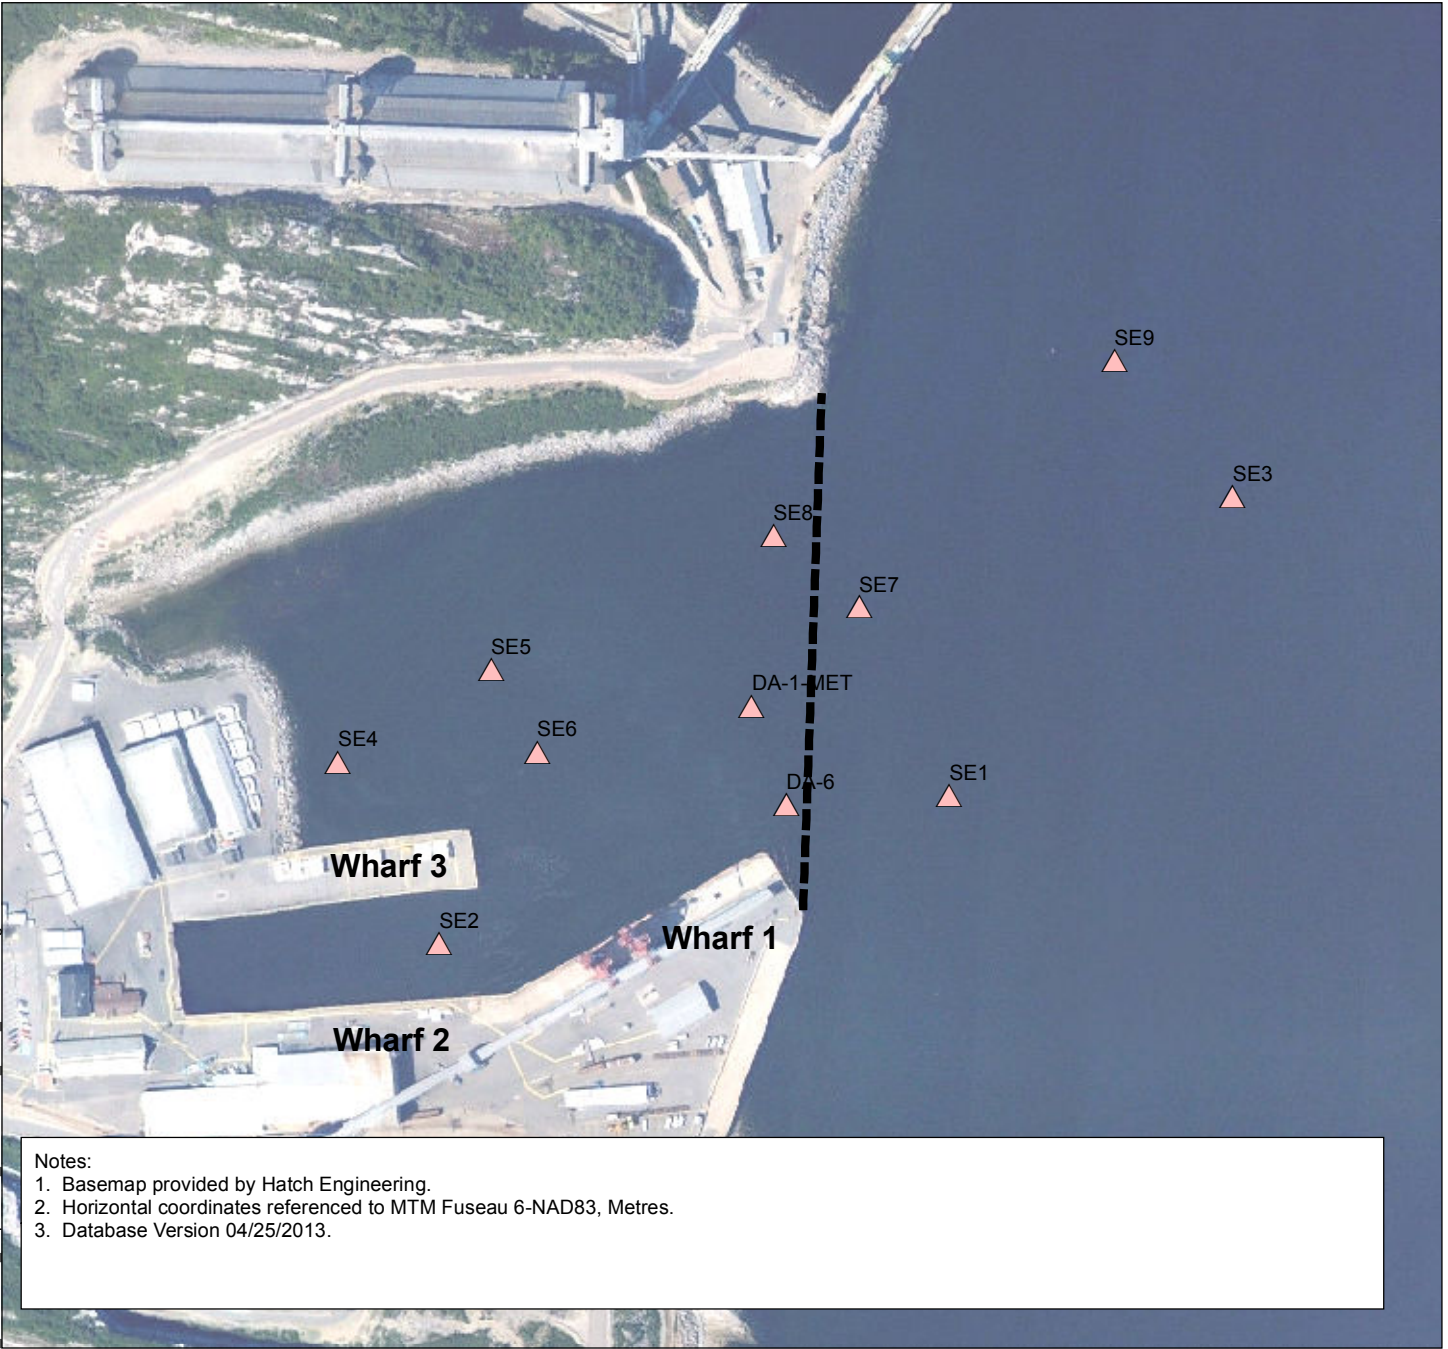 SE9
SE3
SE8
SE7
SE5
DA-1-MET
SE6
SE4
SE1
DA-6
Wharf 3
SE2
Wharf 1
Wharf 2
Notes:
1. Basemap provided by Hatch Engineering.
2. Horizontal coordinates referenced to MTM Fuseau 6-NAD83, Metres.
3. Database Version 04/25/2013.